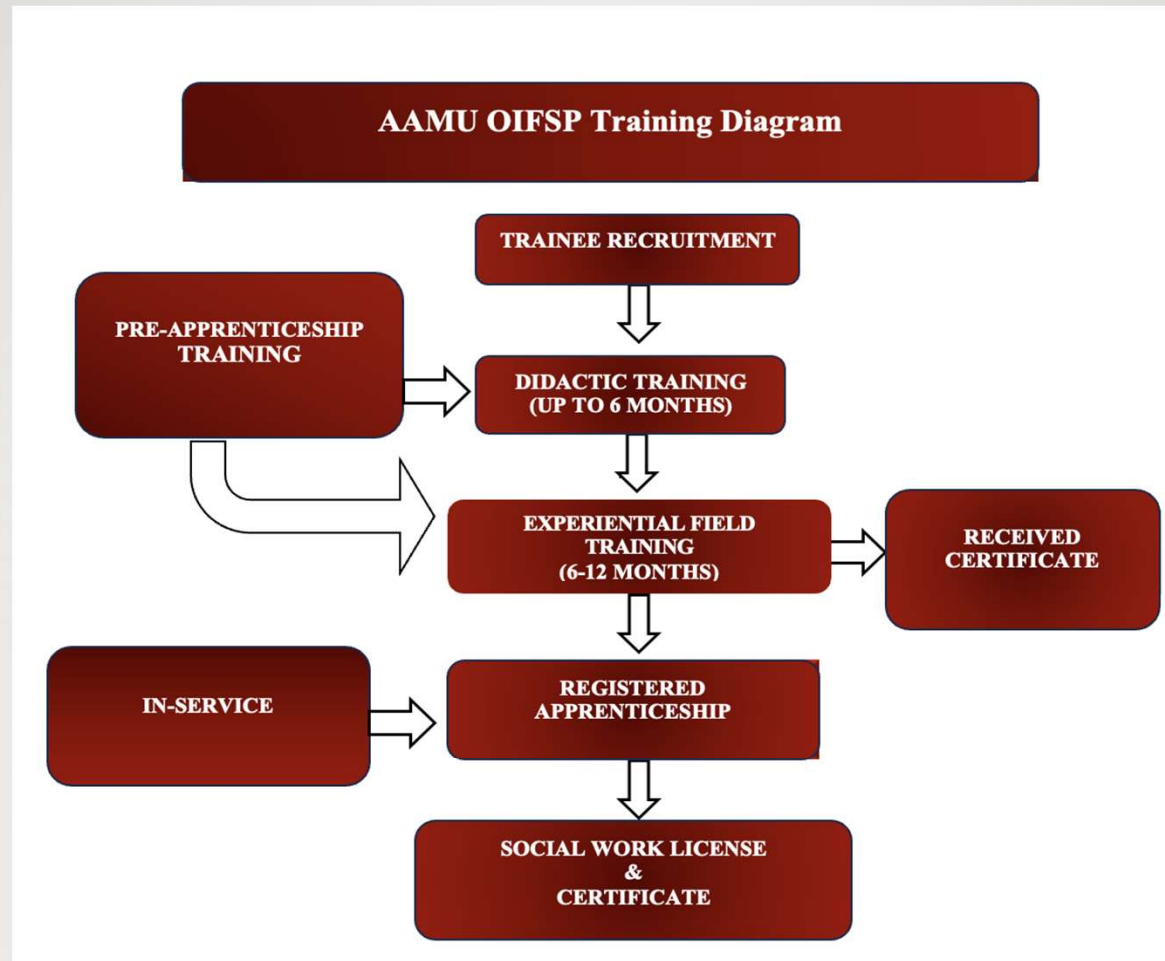 AAMU OIFSP Training Diagram
TRAINEE RECRUITMENT
PRE-APPRENTICESHIP
TRAINING
DIDACTIC TRAINING
(UP TO 6 MONTHS)
EXPERIENTIAL FIELD
TRAINING
(6-12 MONTHS)
RECEIVED
CERTIFICATE
IN-SERVICE
REGISTERED
APPRENTICESHIP
SOCIAL WORK LICENSE
&
CERTIFICATE